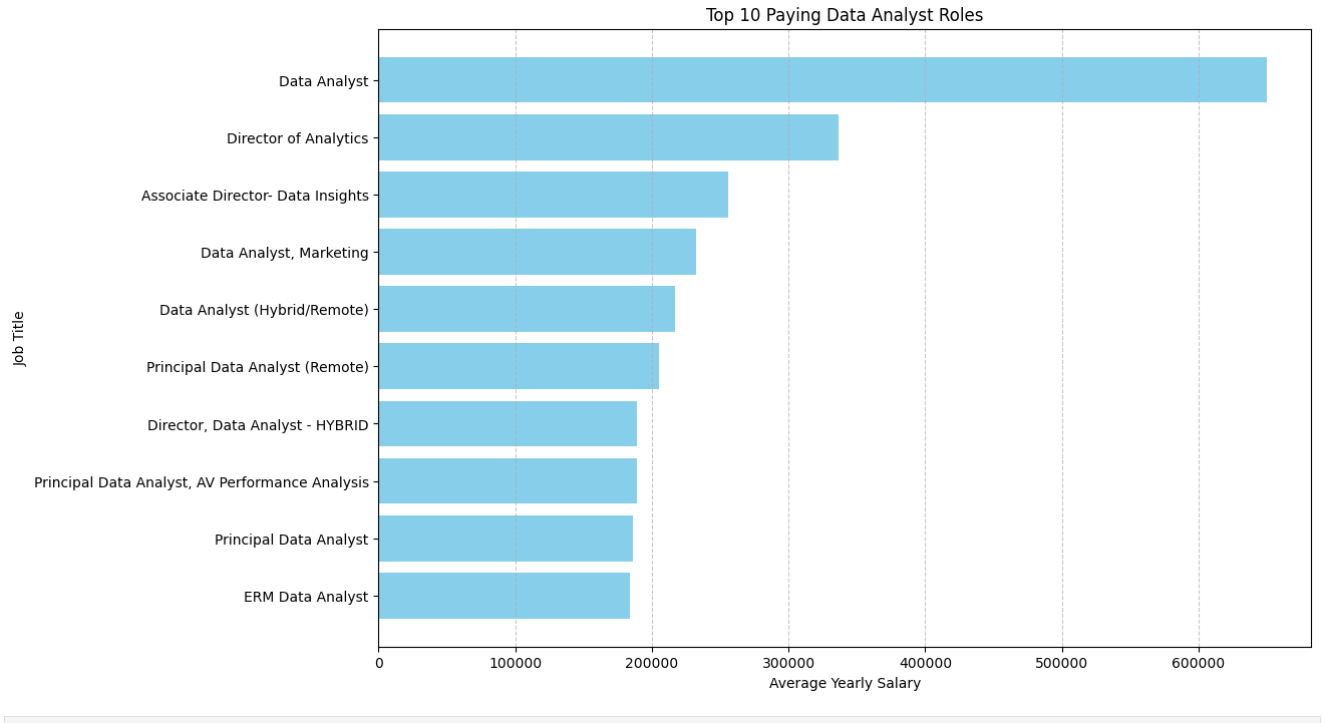 Top 10 Paying Data Analyst Roles
Job Title
Data Analyst
Director of Analytics
Associate Director- Data Insights
Data Analyst, Marketing
Data Analyst (Hybrid/Remote)
Principal Data Analyst (Remote)
Director, Data Analyst - HYBRID
Principal Data Analyst, AV Performance Analysis
Principal Data Analyst
ERM Data Analyst
0 100000 200000 300000 400000 500000 600000
Average Yearly Salary